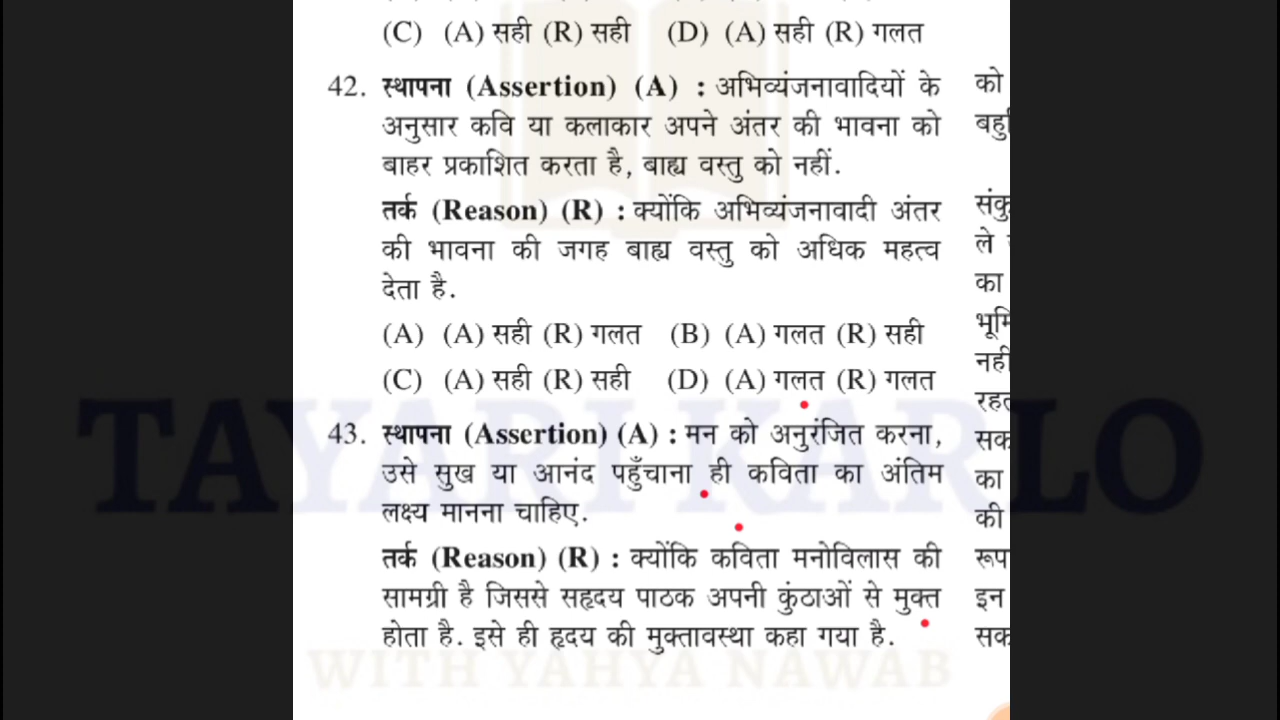 (C) (A) सही (R) सही (D) (A) सही (R) गलत
42. स्थापना (Assertion) (A) : अभिव्यंजनावादियों के
अनुसार कवि या कलाकार अपने अंतर की भावना को
बाहर प्रकाशित करता है, बाह्य वस्तु को नहीं.
तर्क (Reason) (R) : क्योंकि अभिव्यंजनावादी अंतर
की भावना की जगह बाह्य वस्तु को अधिक महत्व
देता है.
(A) (A) सही (R) गलत (B) (A) गलत (R) सही
(C) (A) सही (R) सही (D) (A) गलत (R) गलत
43. स्थापना (Assertion) (A) : मन को अनुरंजित करना,
उसे सुख या आनंद पहुँचाना ही कविता का अंतिम
लक्ष्य मानना चाहिए.
तर्क (Reason) (R) : क्योंकि कविता मनोविलास की
सामग्री है जिससे सहृदय पाठक अपनी कुंठाओं से मुक्त
होता है. इसे ही हृदय की मुक्तावस्था कहा गया है.
को
ले
का
की
इन
TAYARI KARLO
WITH YAHYA NAWAB